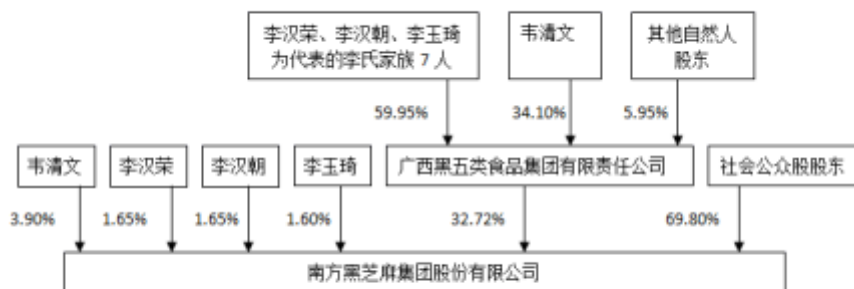 李汉荣、李汉朝、李玉琦
为代表的李氏家族 7 人
韦清文
其他自然人
股东
59.95%
34.10%
5.95%
韦清文
李汉荣
李汉朝
李玉琦
广西黑五类食品集团有限责任公司
社会公众股股东
3.90%
1.65%
1.65%
1.60%
32.72%
69.80%
南方黑芝麻集团股份有限公司